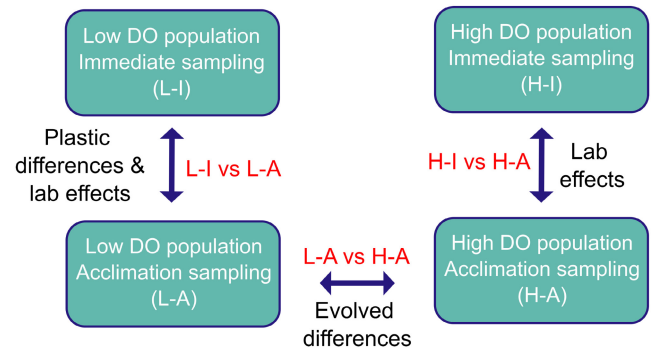 Low DO population
Immediate sampling
(L-I)
High DO population
Immediate sampling
(H-I)
Plastic
differences &
lab effects
L-I vs L-A
H-I vs H-A
Lab
effects
Low DO population
Acclimation sampling
(L-A)
L-A vs H-A
Evolved
differences
High DO population
Acclimation sampling
(H-A)